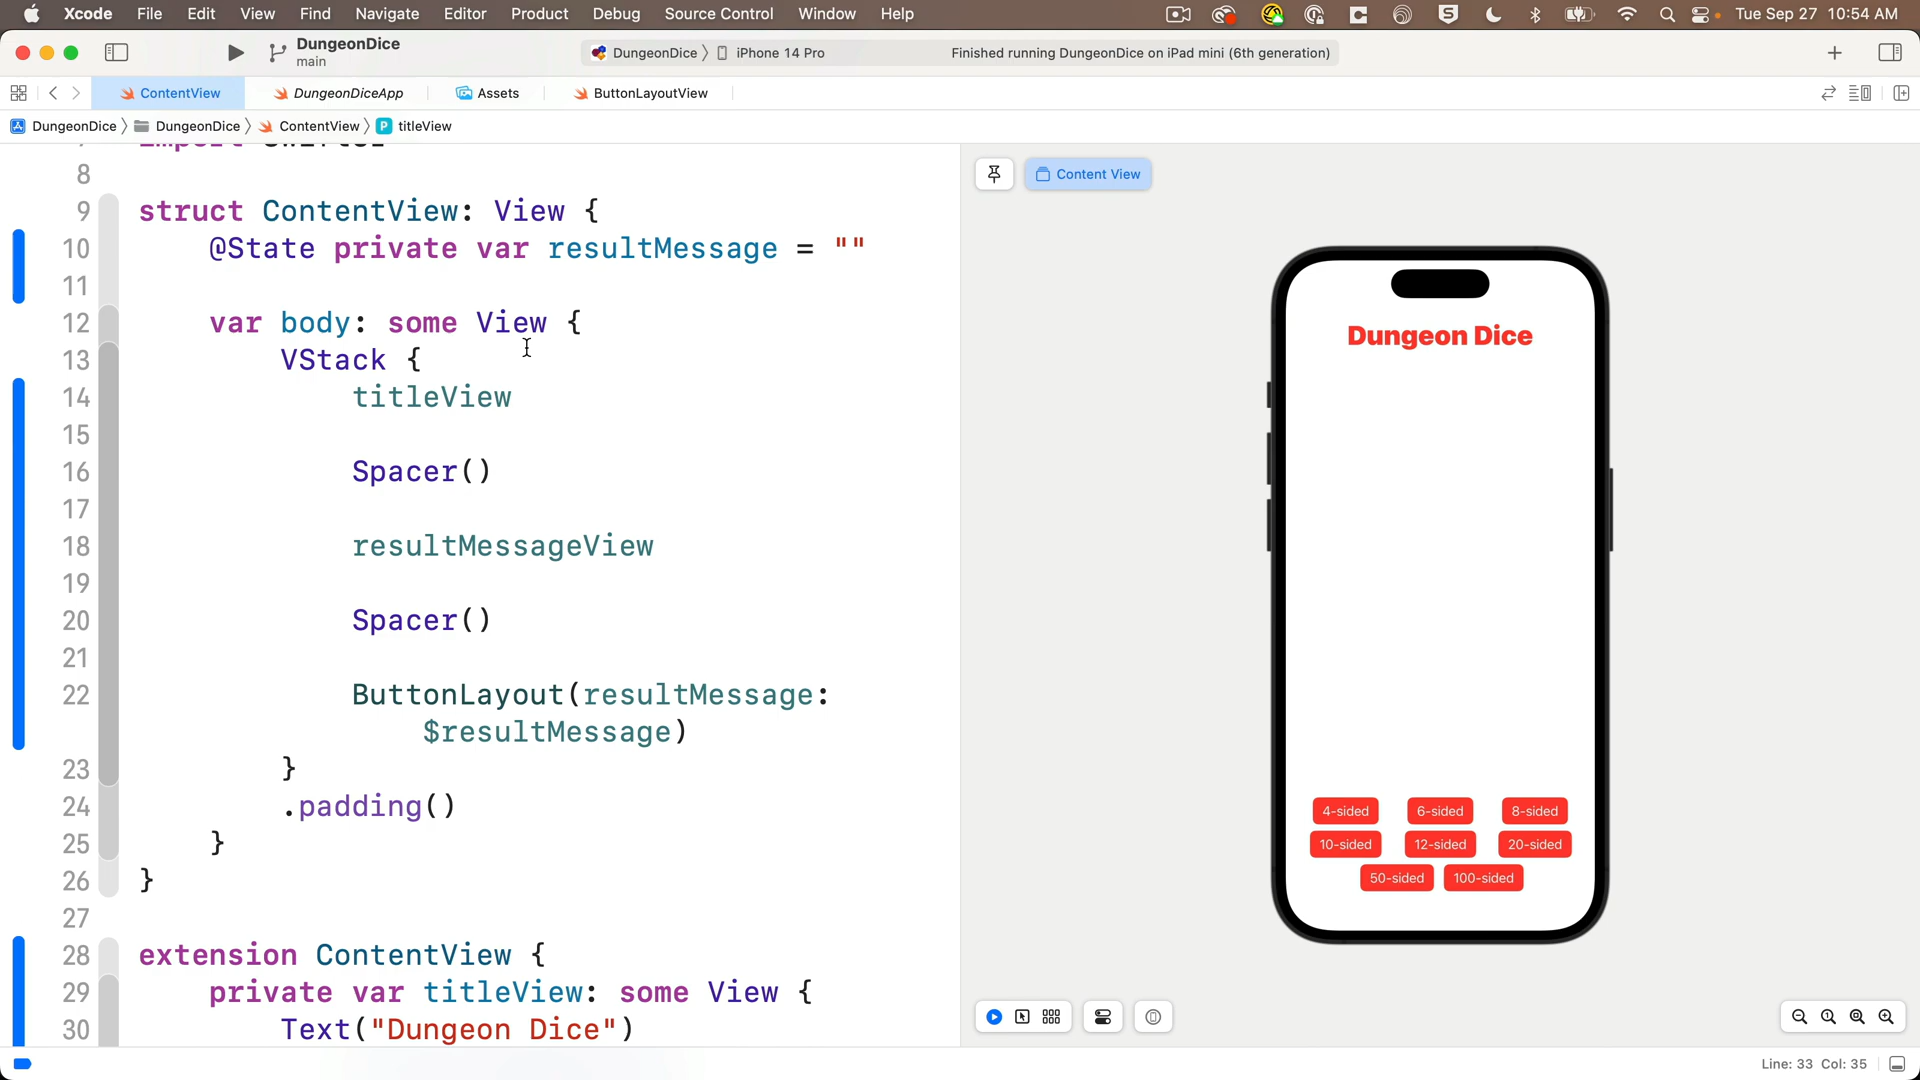 Xcode File Edit View Find Navigate Editor Product Debug Source Control Window Help Tue Sep 27 10:54 AM
DungeonDice
main
DungeonDice iPhone 14 Pro Finished running DungeonDice on iPad mini (6th generation)
ContentView DungeonDiceApp Assets ButtonLayoutView
DungeonDice DungeonDice ContentView P titleView
8
9 struct ContentView: View {
10 @State private var resultMessage = ""
11
12 var body: some View {
13 VStack {
14 titleView
15
16 Spacer()
17
18 resultMessageView
19
20 Spacer()
21
22 ButtonLayout(resultMessage:
$resultMessage)
23 }
24 .padding()
25 }
26 }
27
28 extension ContentView {
29 private var titleView: some View {
30 Text("Dungeon Dice")
Content View
Dungeon Dice
4-sided 6-sided 8-sided
10-sided 12-sided 20-sided
50-sided 100-sided
Line: 33 Col: 35